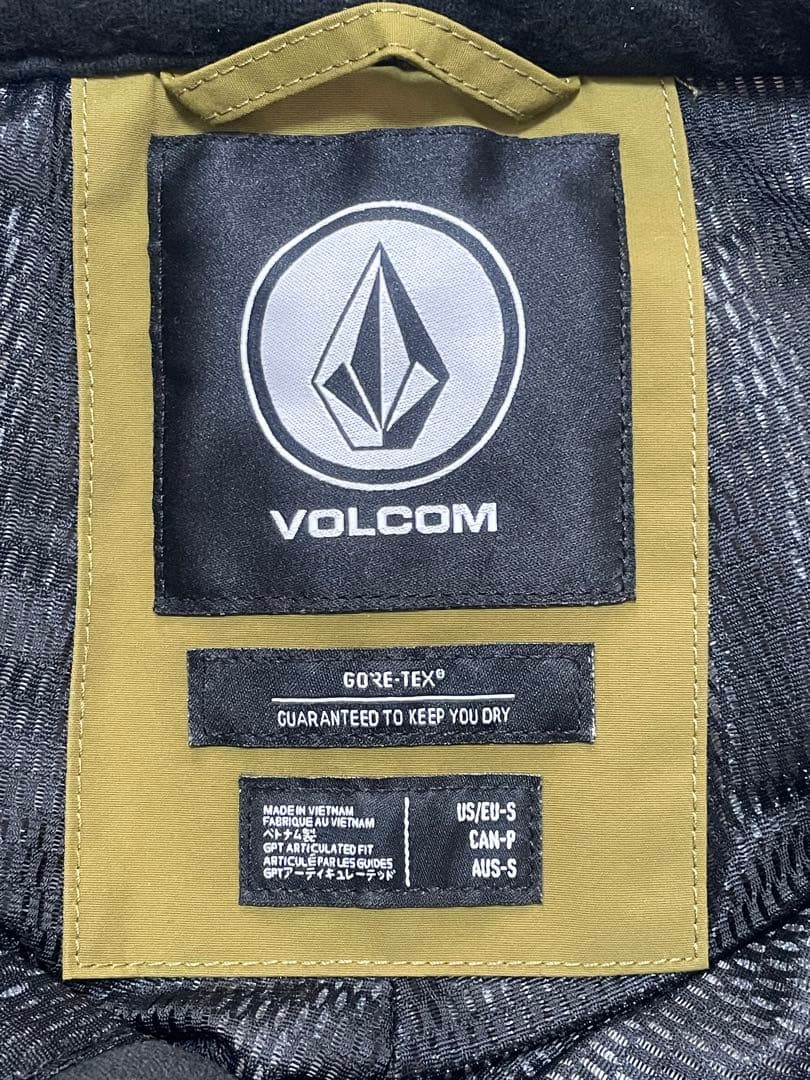 VOLCOM
GORE-TEX®
GUARANTEED TO KEEP YOU DRY
MADE IN VIETNAM
FABRIQUE AU VIETNAM
ベトナム製
GPT ARTICULATED FIT
ARTICULÉ PAR LES GUIDES
GPTアーティキュレーテッド
US/EU-S
CAN-P
AUS-S